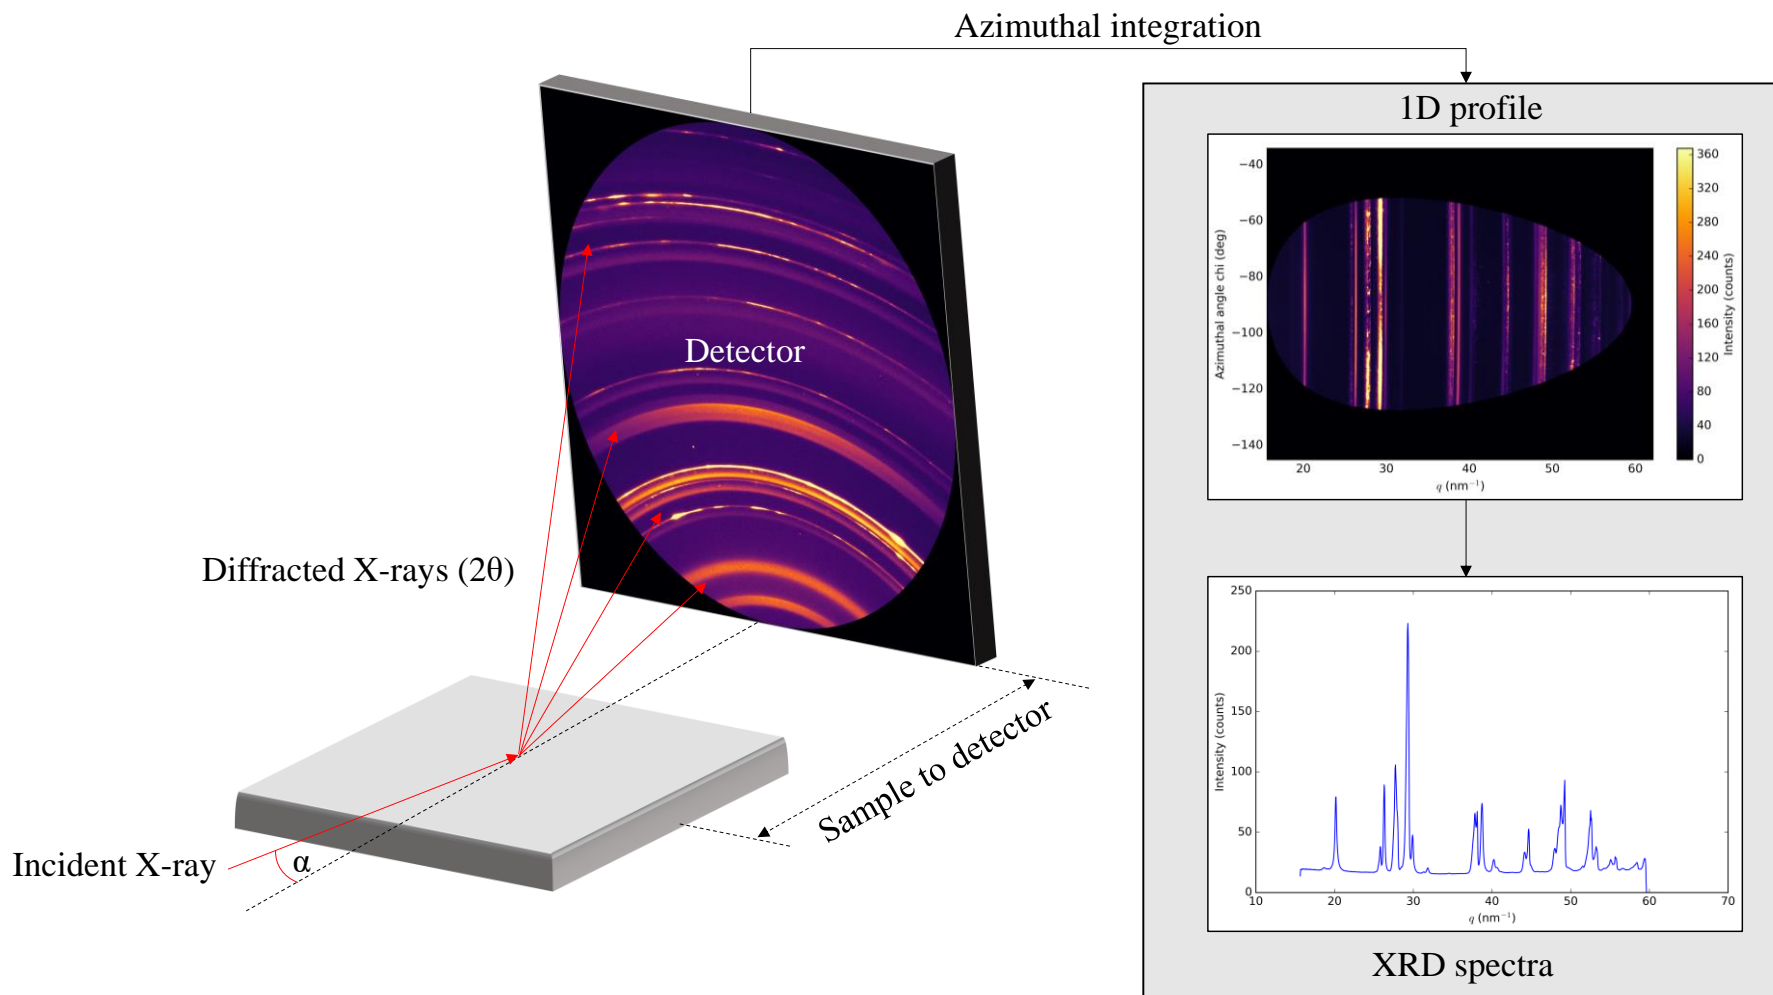 Azimuthal integration
1D profile
Detector
Diffracted X-rays (2θ)
Incident X-ray
α
Sample to detector
−40
−60
−80
−100
−120
−140
Azimuthal angle chi (deg)
20
30
40
50
60
q (nm⁻¹)
360
320
280
240
200
160
120
80
40
0
Intensity (counts)
250
200
150
100
50
0
Intensity (counts)
10
20
30
40
50
60
70
q (nm⁻¹)
XRD spectra